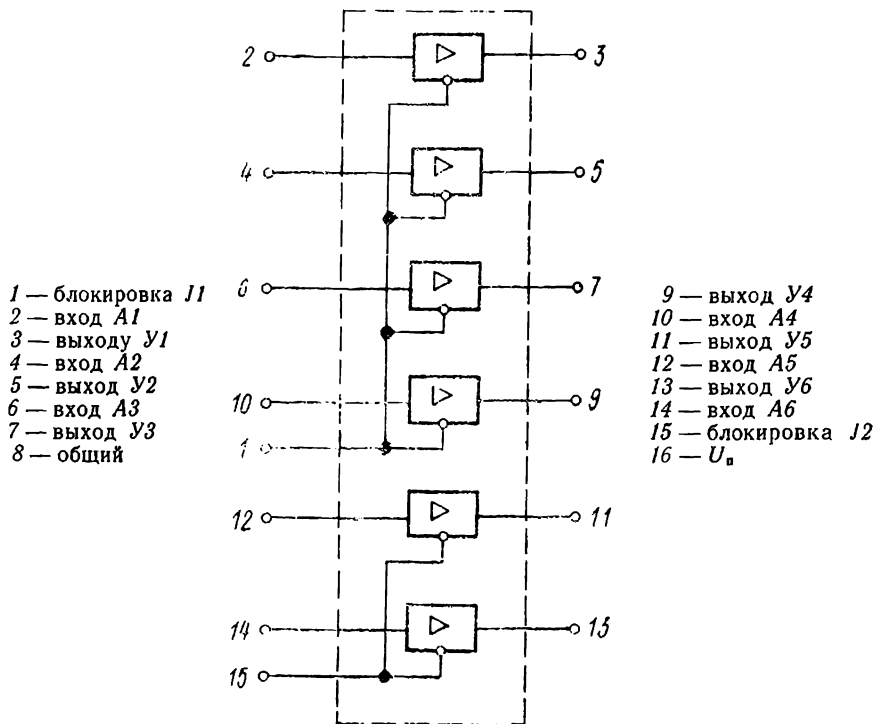 2
3
4
5
6
7
10
9
1
12
11
14
13
15
1 — блокировка J1
2 — вход A1
3 — выходу У1
4 — вход A2
5 — выход У2
6 — вход A3
7 — выход У3
8 — общий
9 — выход У4
10 — вход A4
11 — выход У5
12 — вход A5
13 — выход У6
14 — вход A6
15 — блокировка J2
16 — Uп